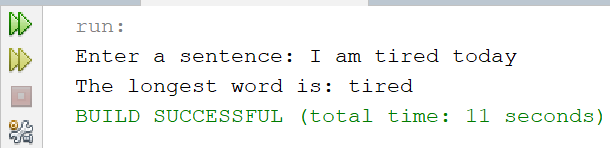 run:
Enter a sentence: I am tired today
The longest word is: tired
BUILD SUCCESSFUL (total time: 11 seconds)